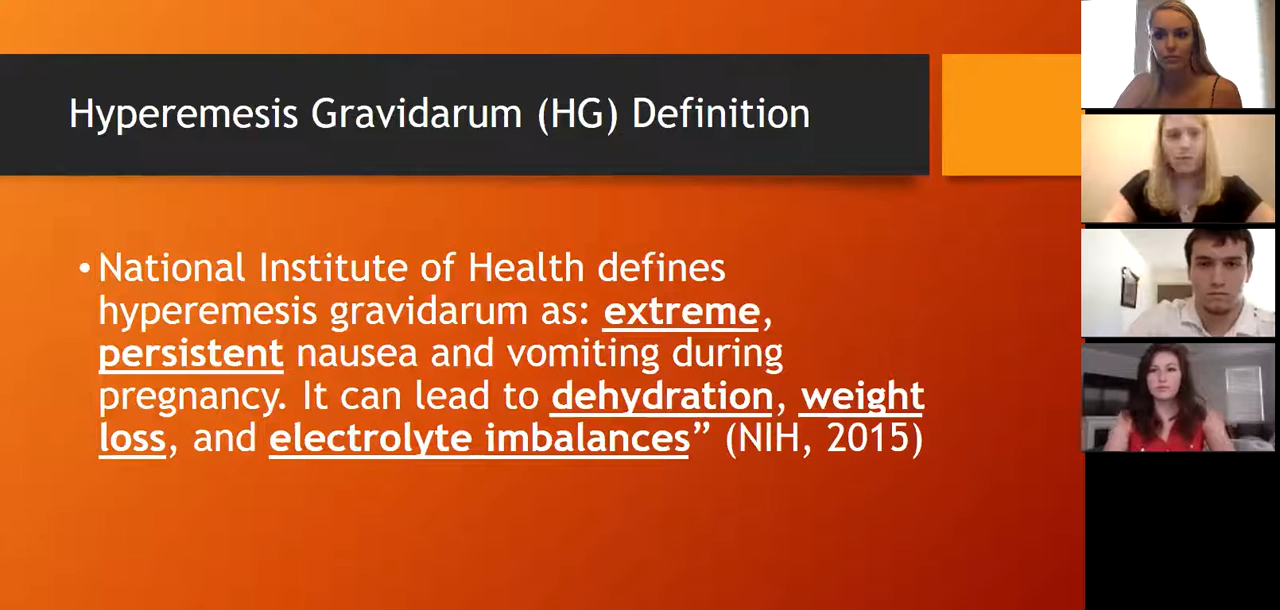 Hyperemesis Gravidarum (HG) Definition
• National Institute of Health defines
hyperemesis gravidarum as: extreme,
persistent nausea and vomiting during
pregnancy. It can lead to dehydration, weight
loss, and electrolyte imbalances” (NIH, 2015)